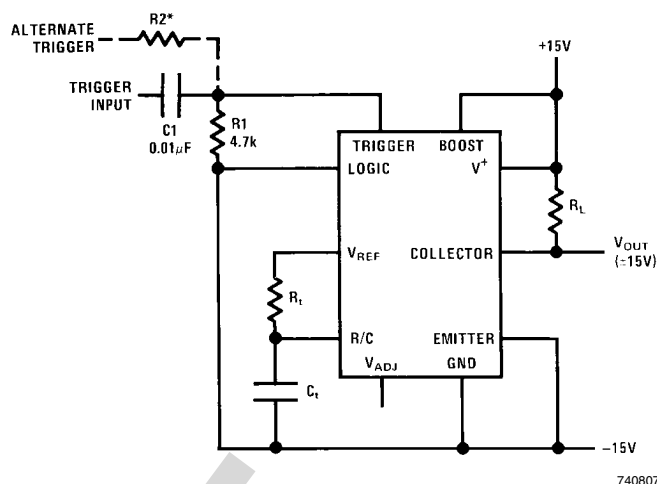 ALTERNATE
TRIGGER
R2*
+15V
TRIGGER
INPUT
C1
0.01µF
R1
4.7k
TRIGGER
BOOST
LOGIC
V+
RL
VREF
COLLECTOR
VOUT
(±15V)
Rt
R/C
EMITTER
VADJ
GND
Ct
−15V
740807